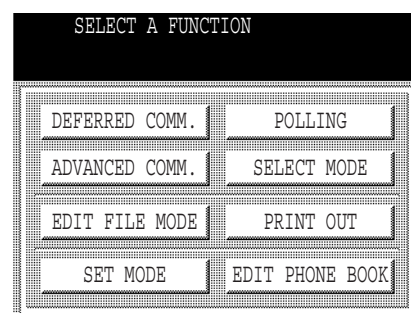 SELECT A FUNCTION
DEFERRED COMM. POLLING
ADVANCED COMM. SELECT MODE
EDIT FILE MODE PRINT OUT
SET MODE EDIT PHONE BOOK